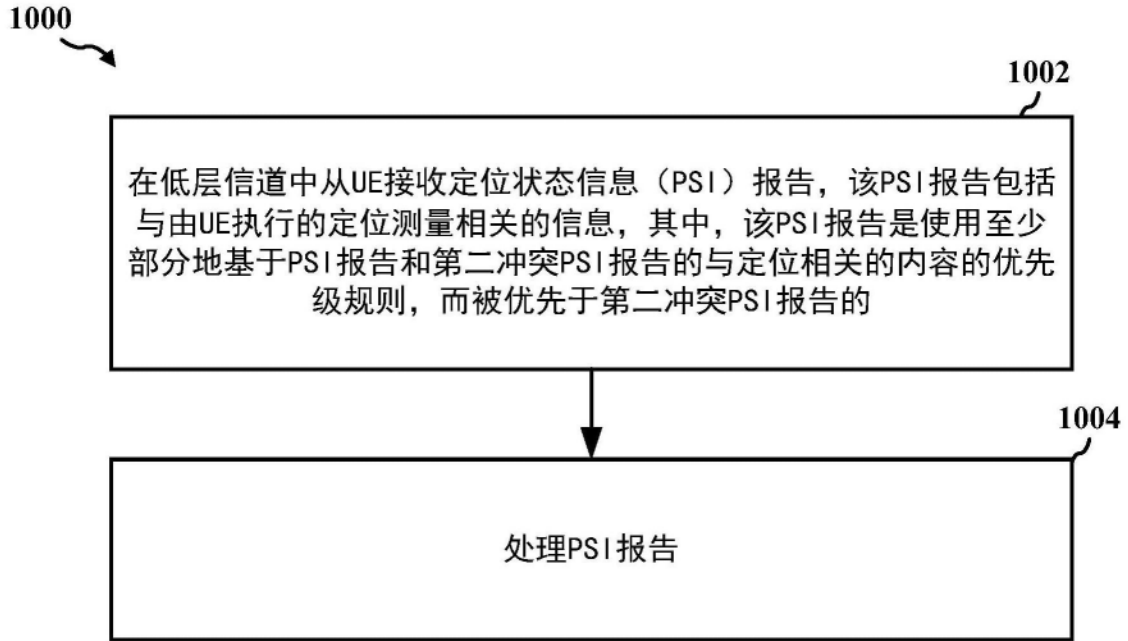 1000
1002
在低层信道中从UE接收定位状态信息（PSI）报告，该PSI报告包括
与由UE执行的定位测量相关的信息，其中，该PSI报告是使用至少
部分地基于PSI报告和第二冲突PSI报告的与定位相关的内容的优先
级规则，而被优先于第二冲突PSI报告的
1004
处理PSI报告